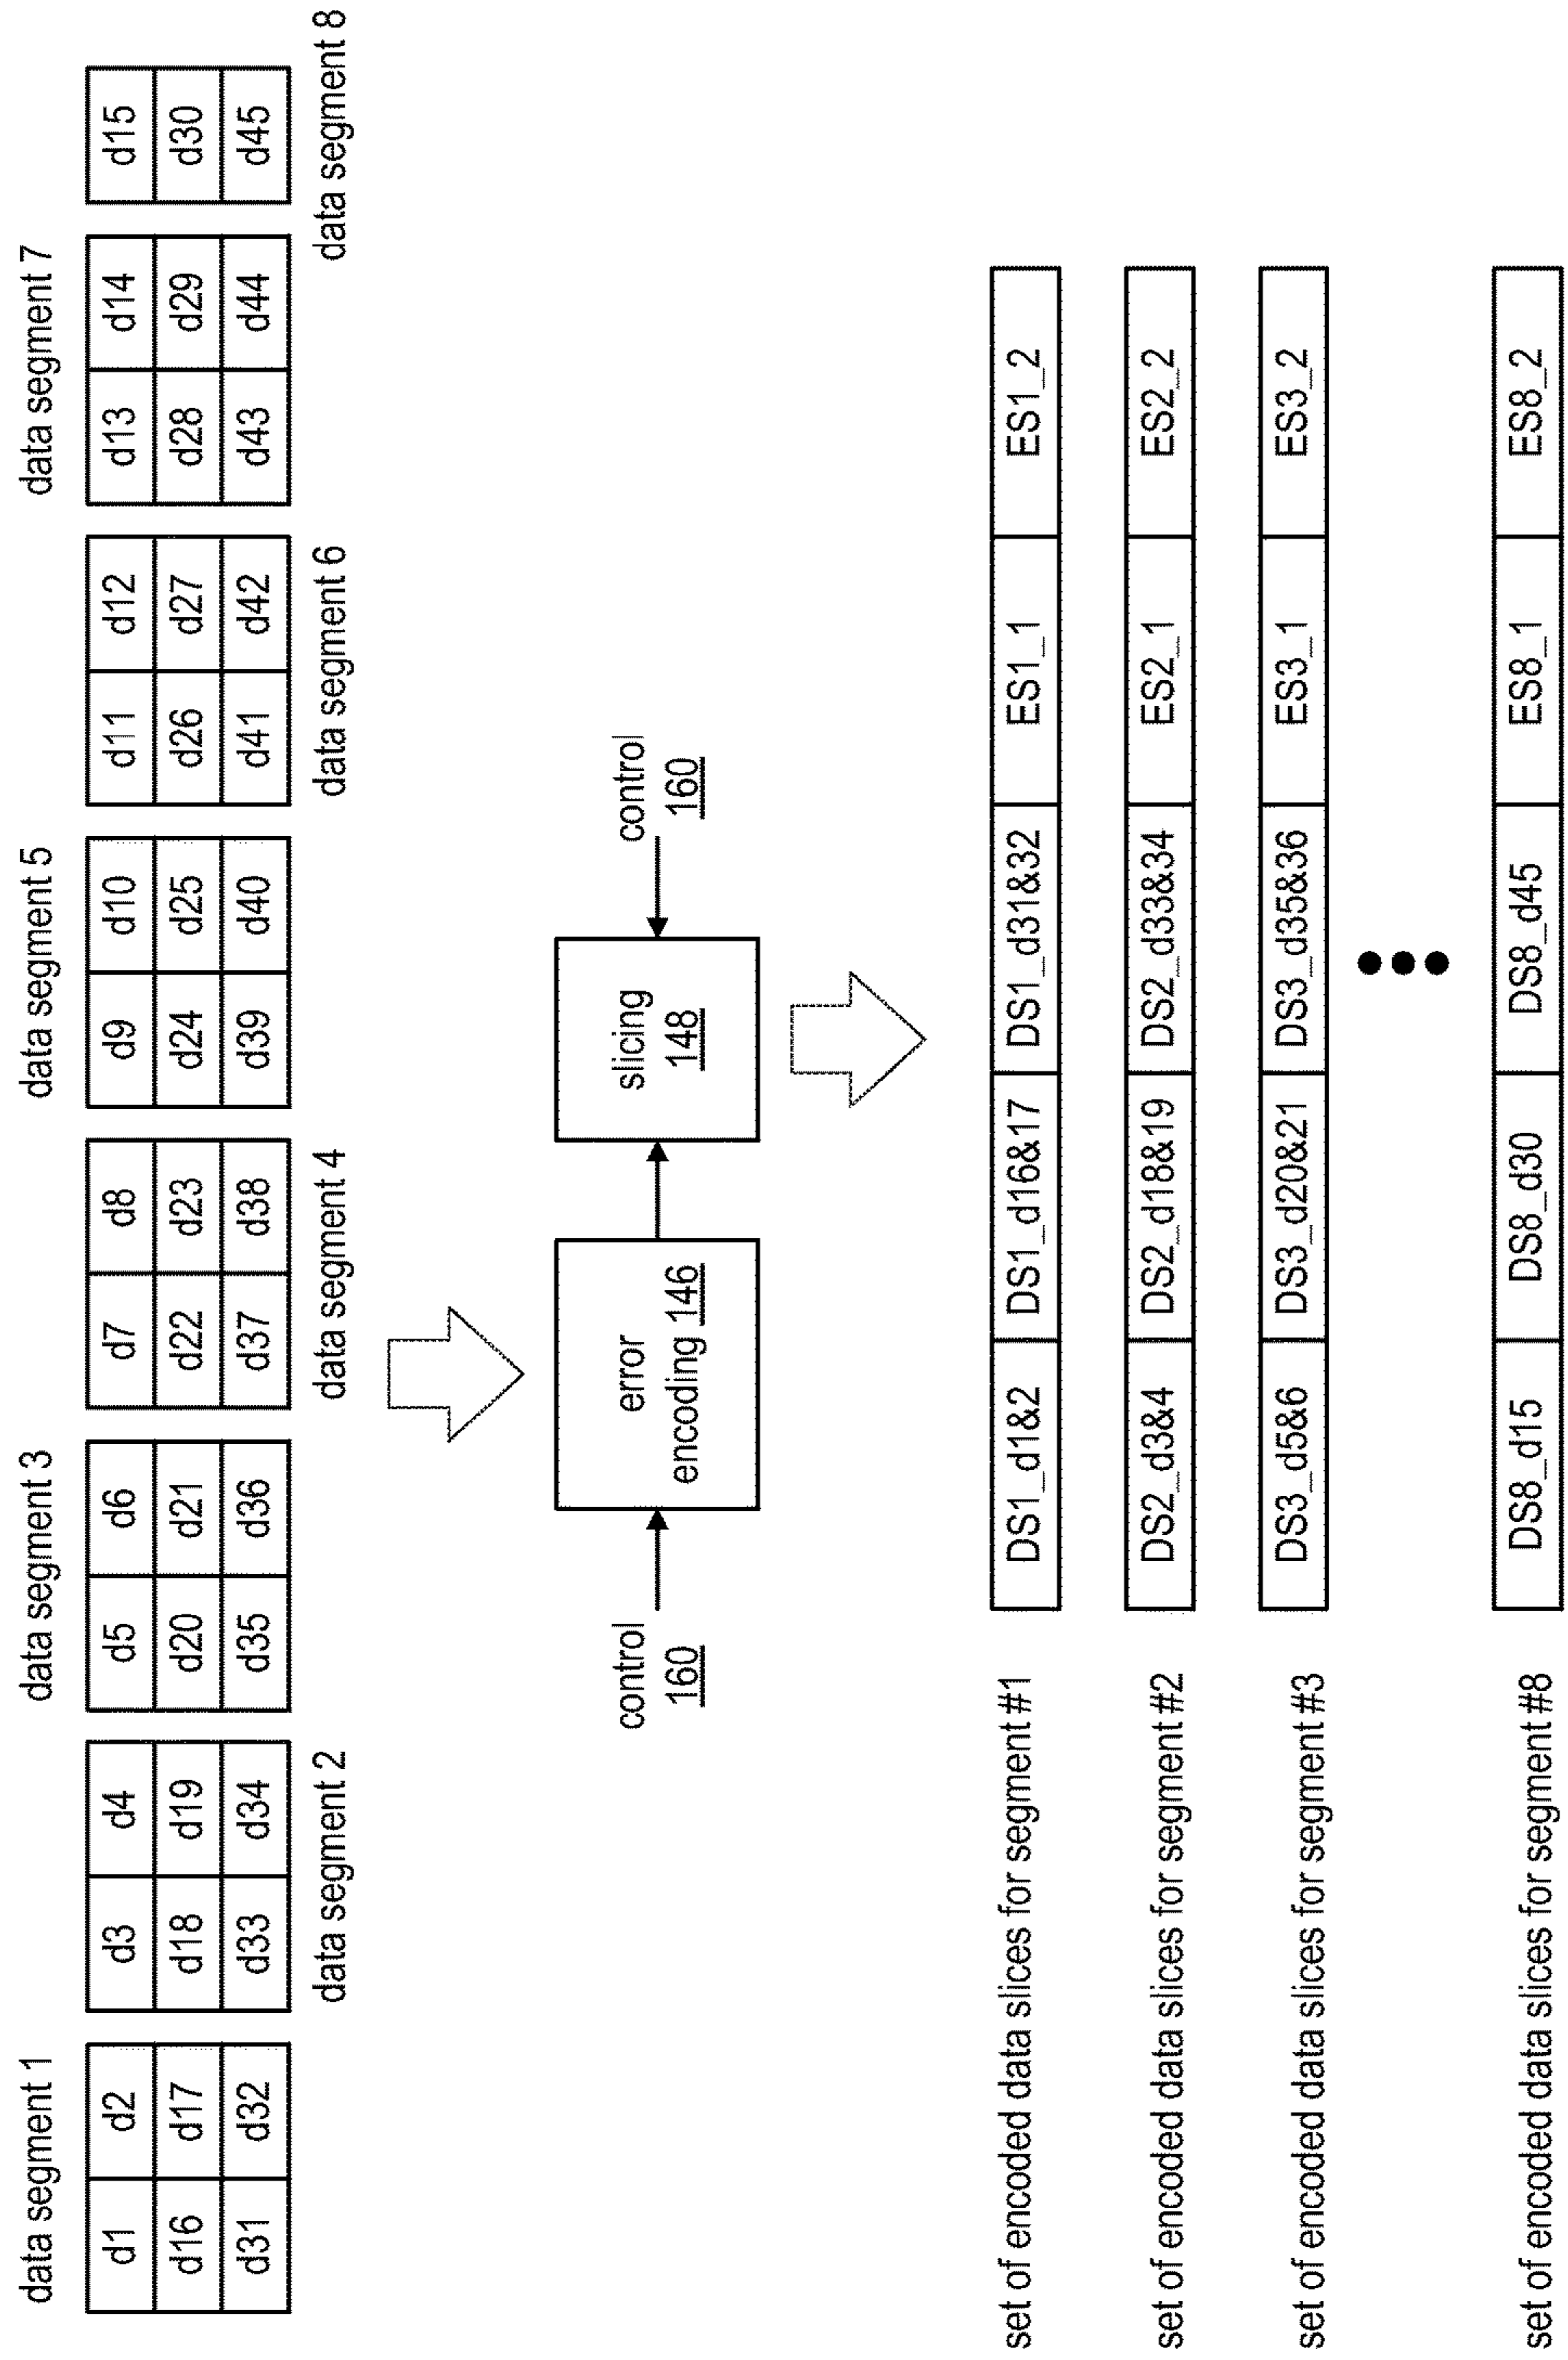 data segment 1
data segment 3
data segment 5
data segment 7
d1 d2 d3 d4 d5 d6 d7 d8 d9 d10 d11 d12 d13 d14 d15
d16 d17 d18 d19 d20 d21 d22 d23 d24 d25 d26 d27 d28 d29 d30
d31 d32 d33 d34 d35 d36 d37 d38 d39 d40 d41 d42 d43 d44 d45
data segment 2
data segment 4
data segment 6
data segment 8
control
160
error
encoding 146
slicing
148
control
160
set of encoded data slices for segment #1 DS1_d1&2 DS1_d16&17 DS1_d31&32 ES1_1 ES1_2
set of encoded data slices for segment #2 DS2_d3&4 DS2_d18&19 DS2_d33&34 ES2_1 ES2_2
set of encoded data slices for segment #3 DS3_d5&6 DS3_d20&21 DS3_d35&36 ES3_1 ES3_2
set of encoded data slices for segment #8 DS8_d15 DS8_d30 DS8_d45 ES8_1 ES8_2